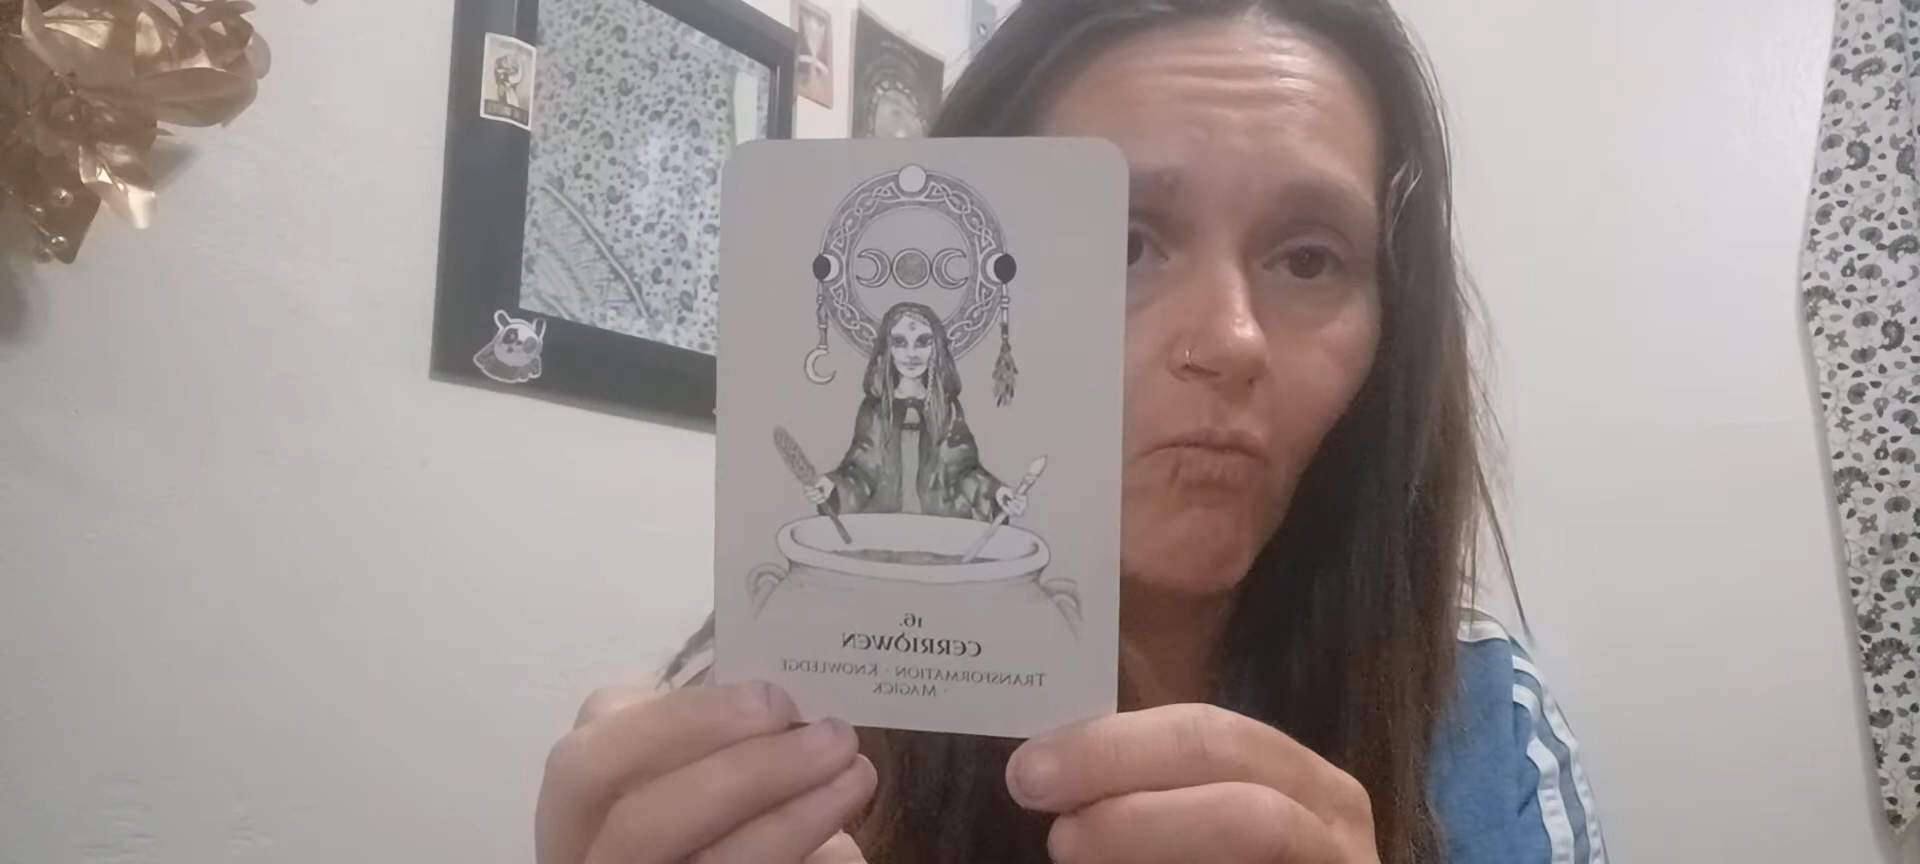 16.
CERRIDWEN
TRANSFORMATION · KNOWLEDGE
· MAGICK